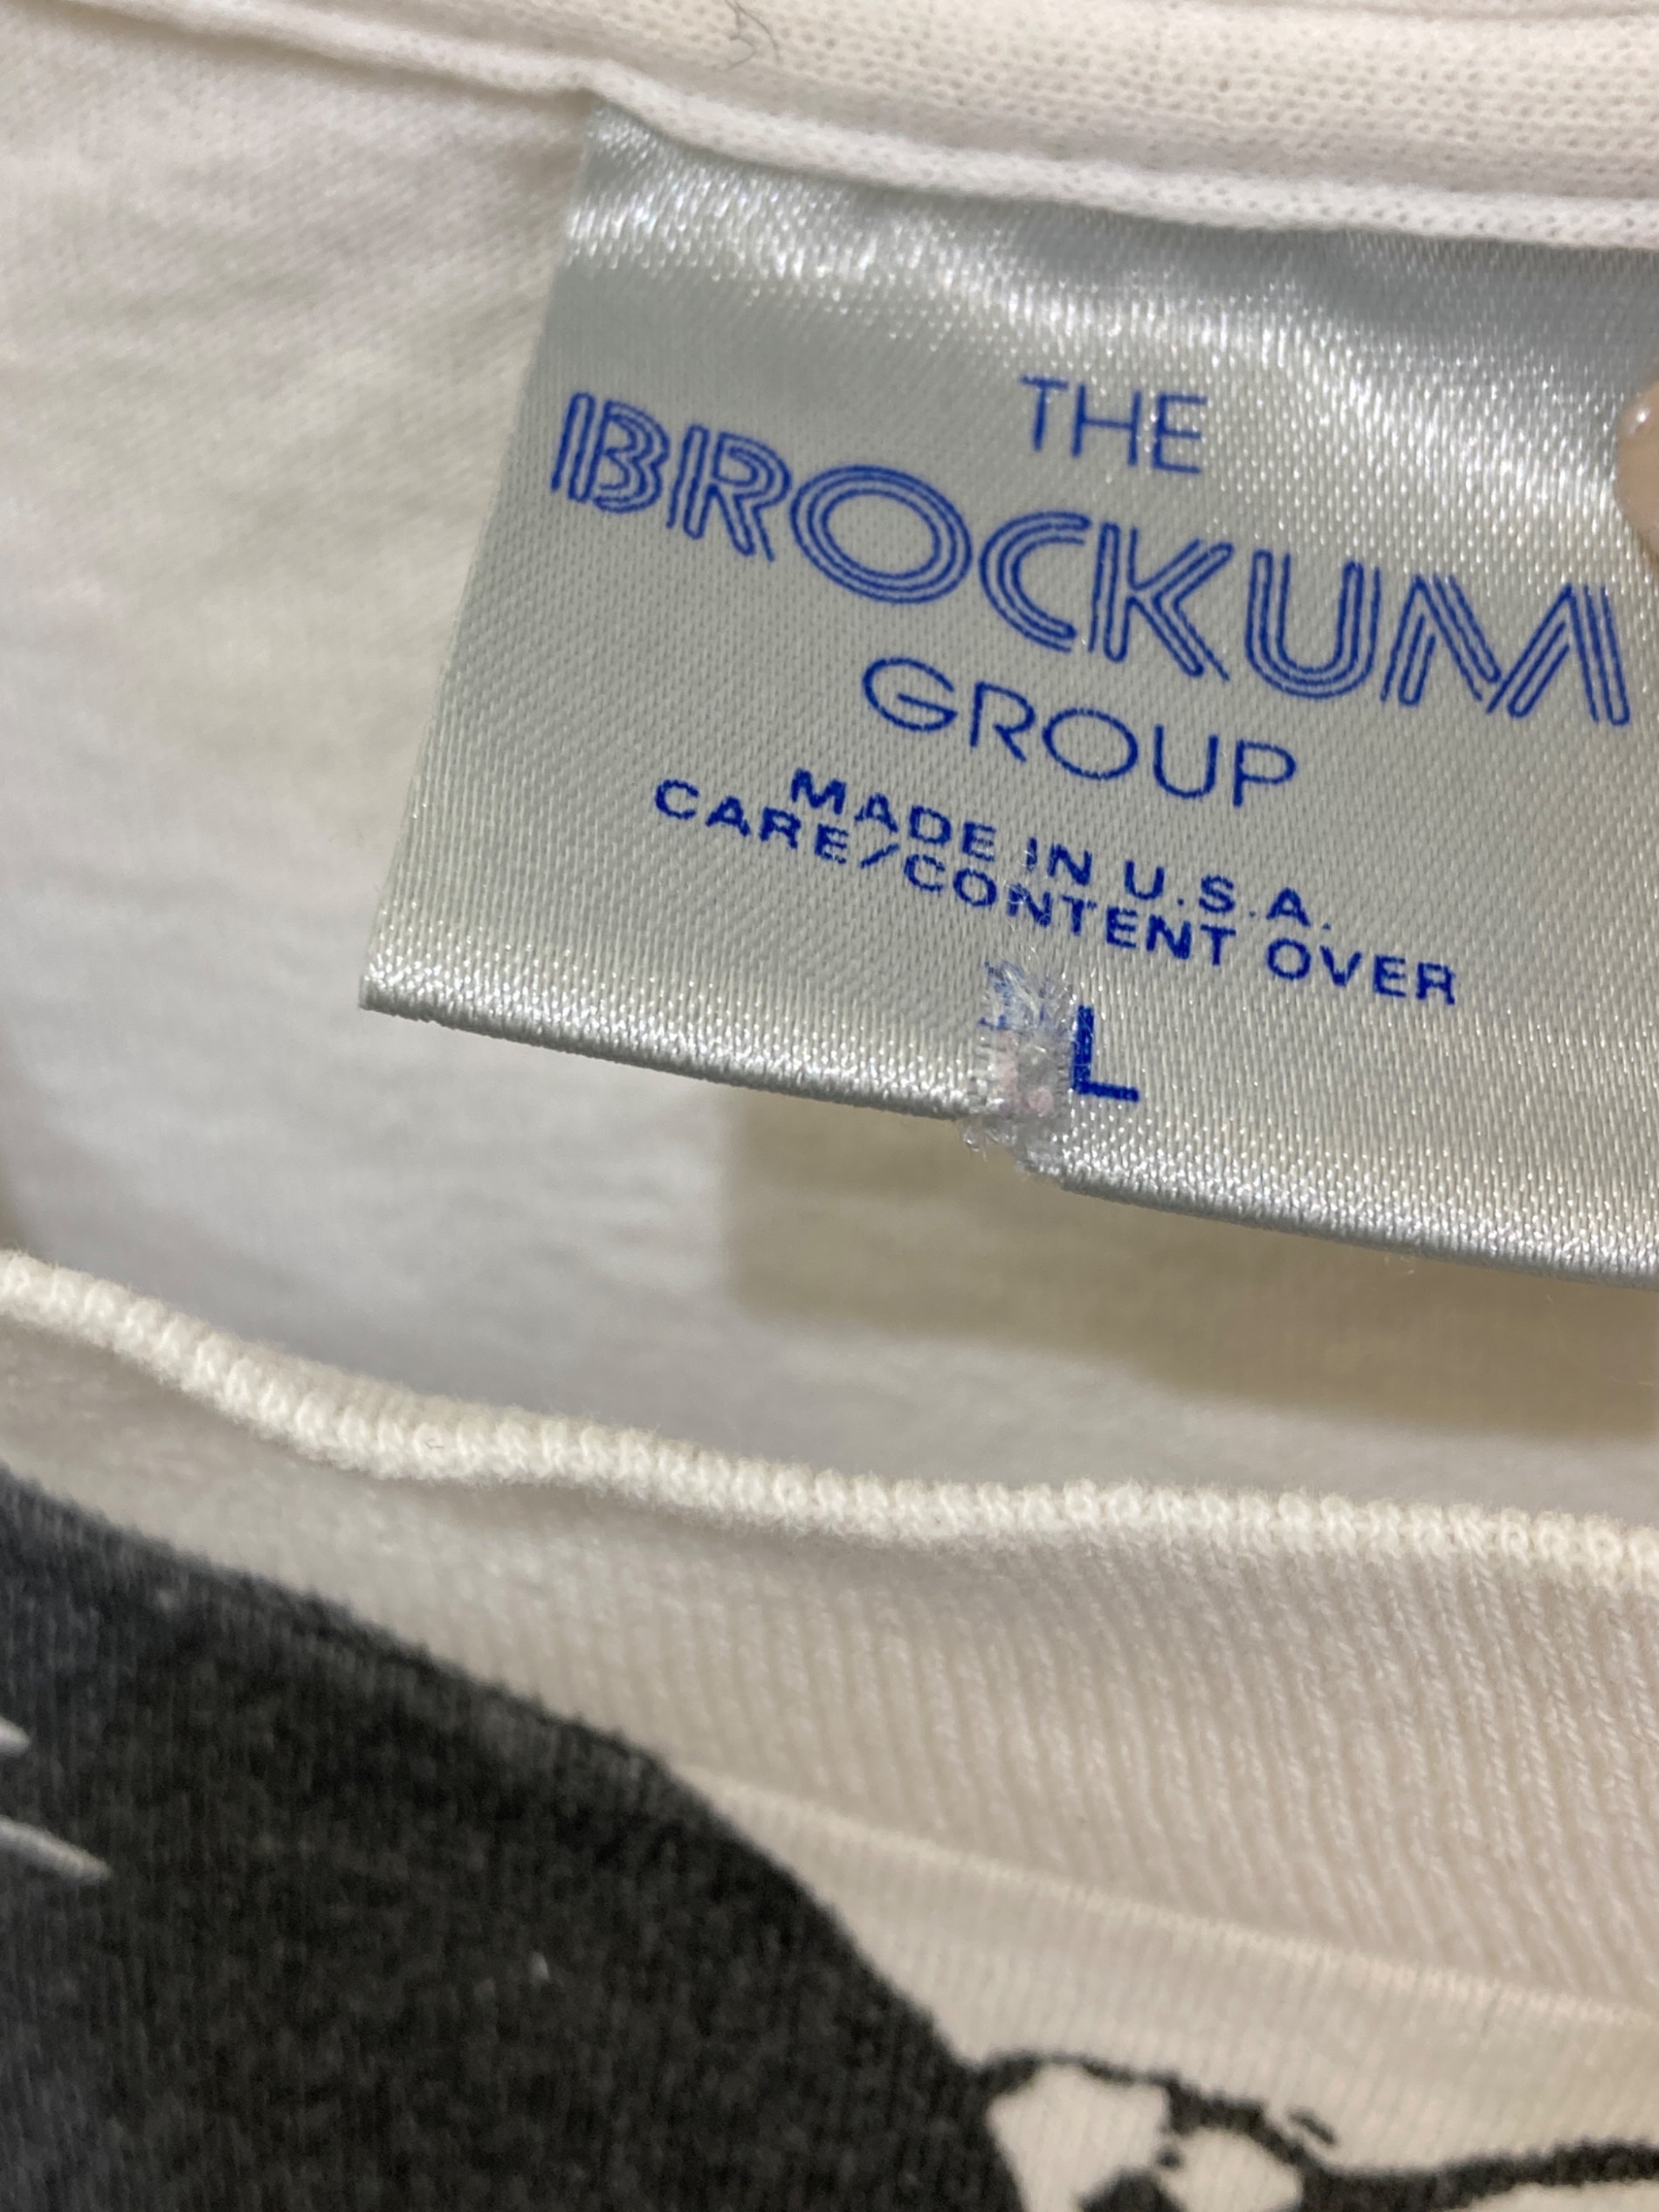 THE
BROCKUM
GROUP
MADE IN U.S.A.
CARE/CONTENT OVER
L